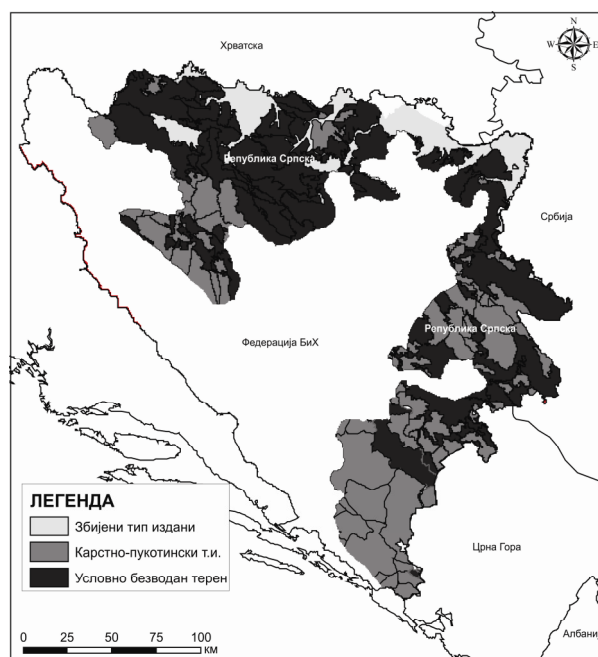 Хрватска
N
W E
S
Република Српска
Србија
Република Српска
Федерација БиХ
ЛЕГЕНДА
Збијени тип издани
Карстно-пукотински т.и.
Условно безводан терен
Црна Гора
Албаниј
0 25 50 75 100
КМ